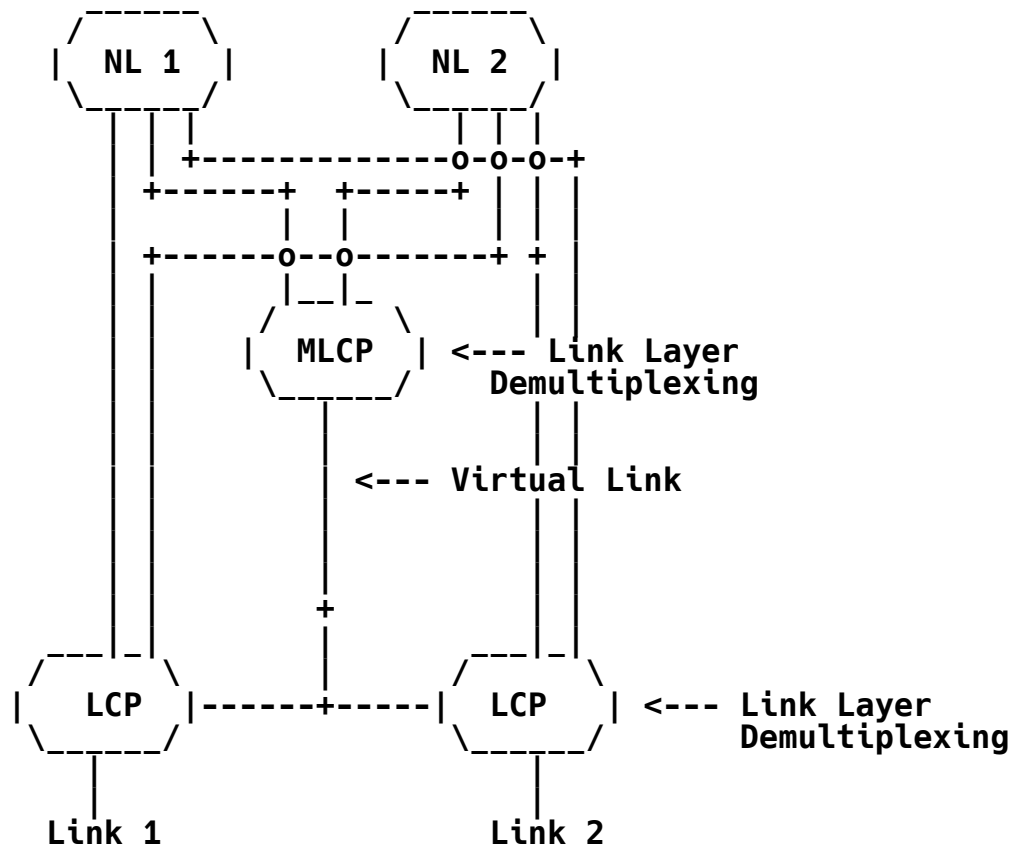 NL 1 NL 2
MLCP <--- Link Layer
Demultiplexing
<--- Virtual Link
LCP LCP <--- Link Layer
Demultiplexing
Link 1 Link 2